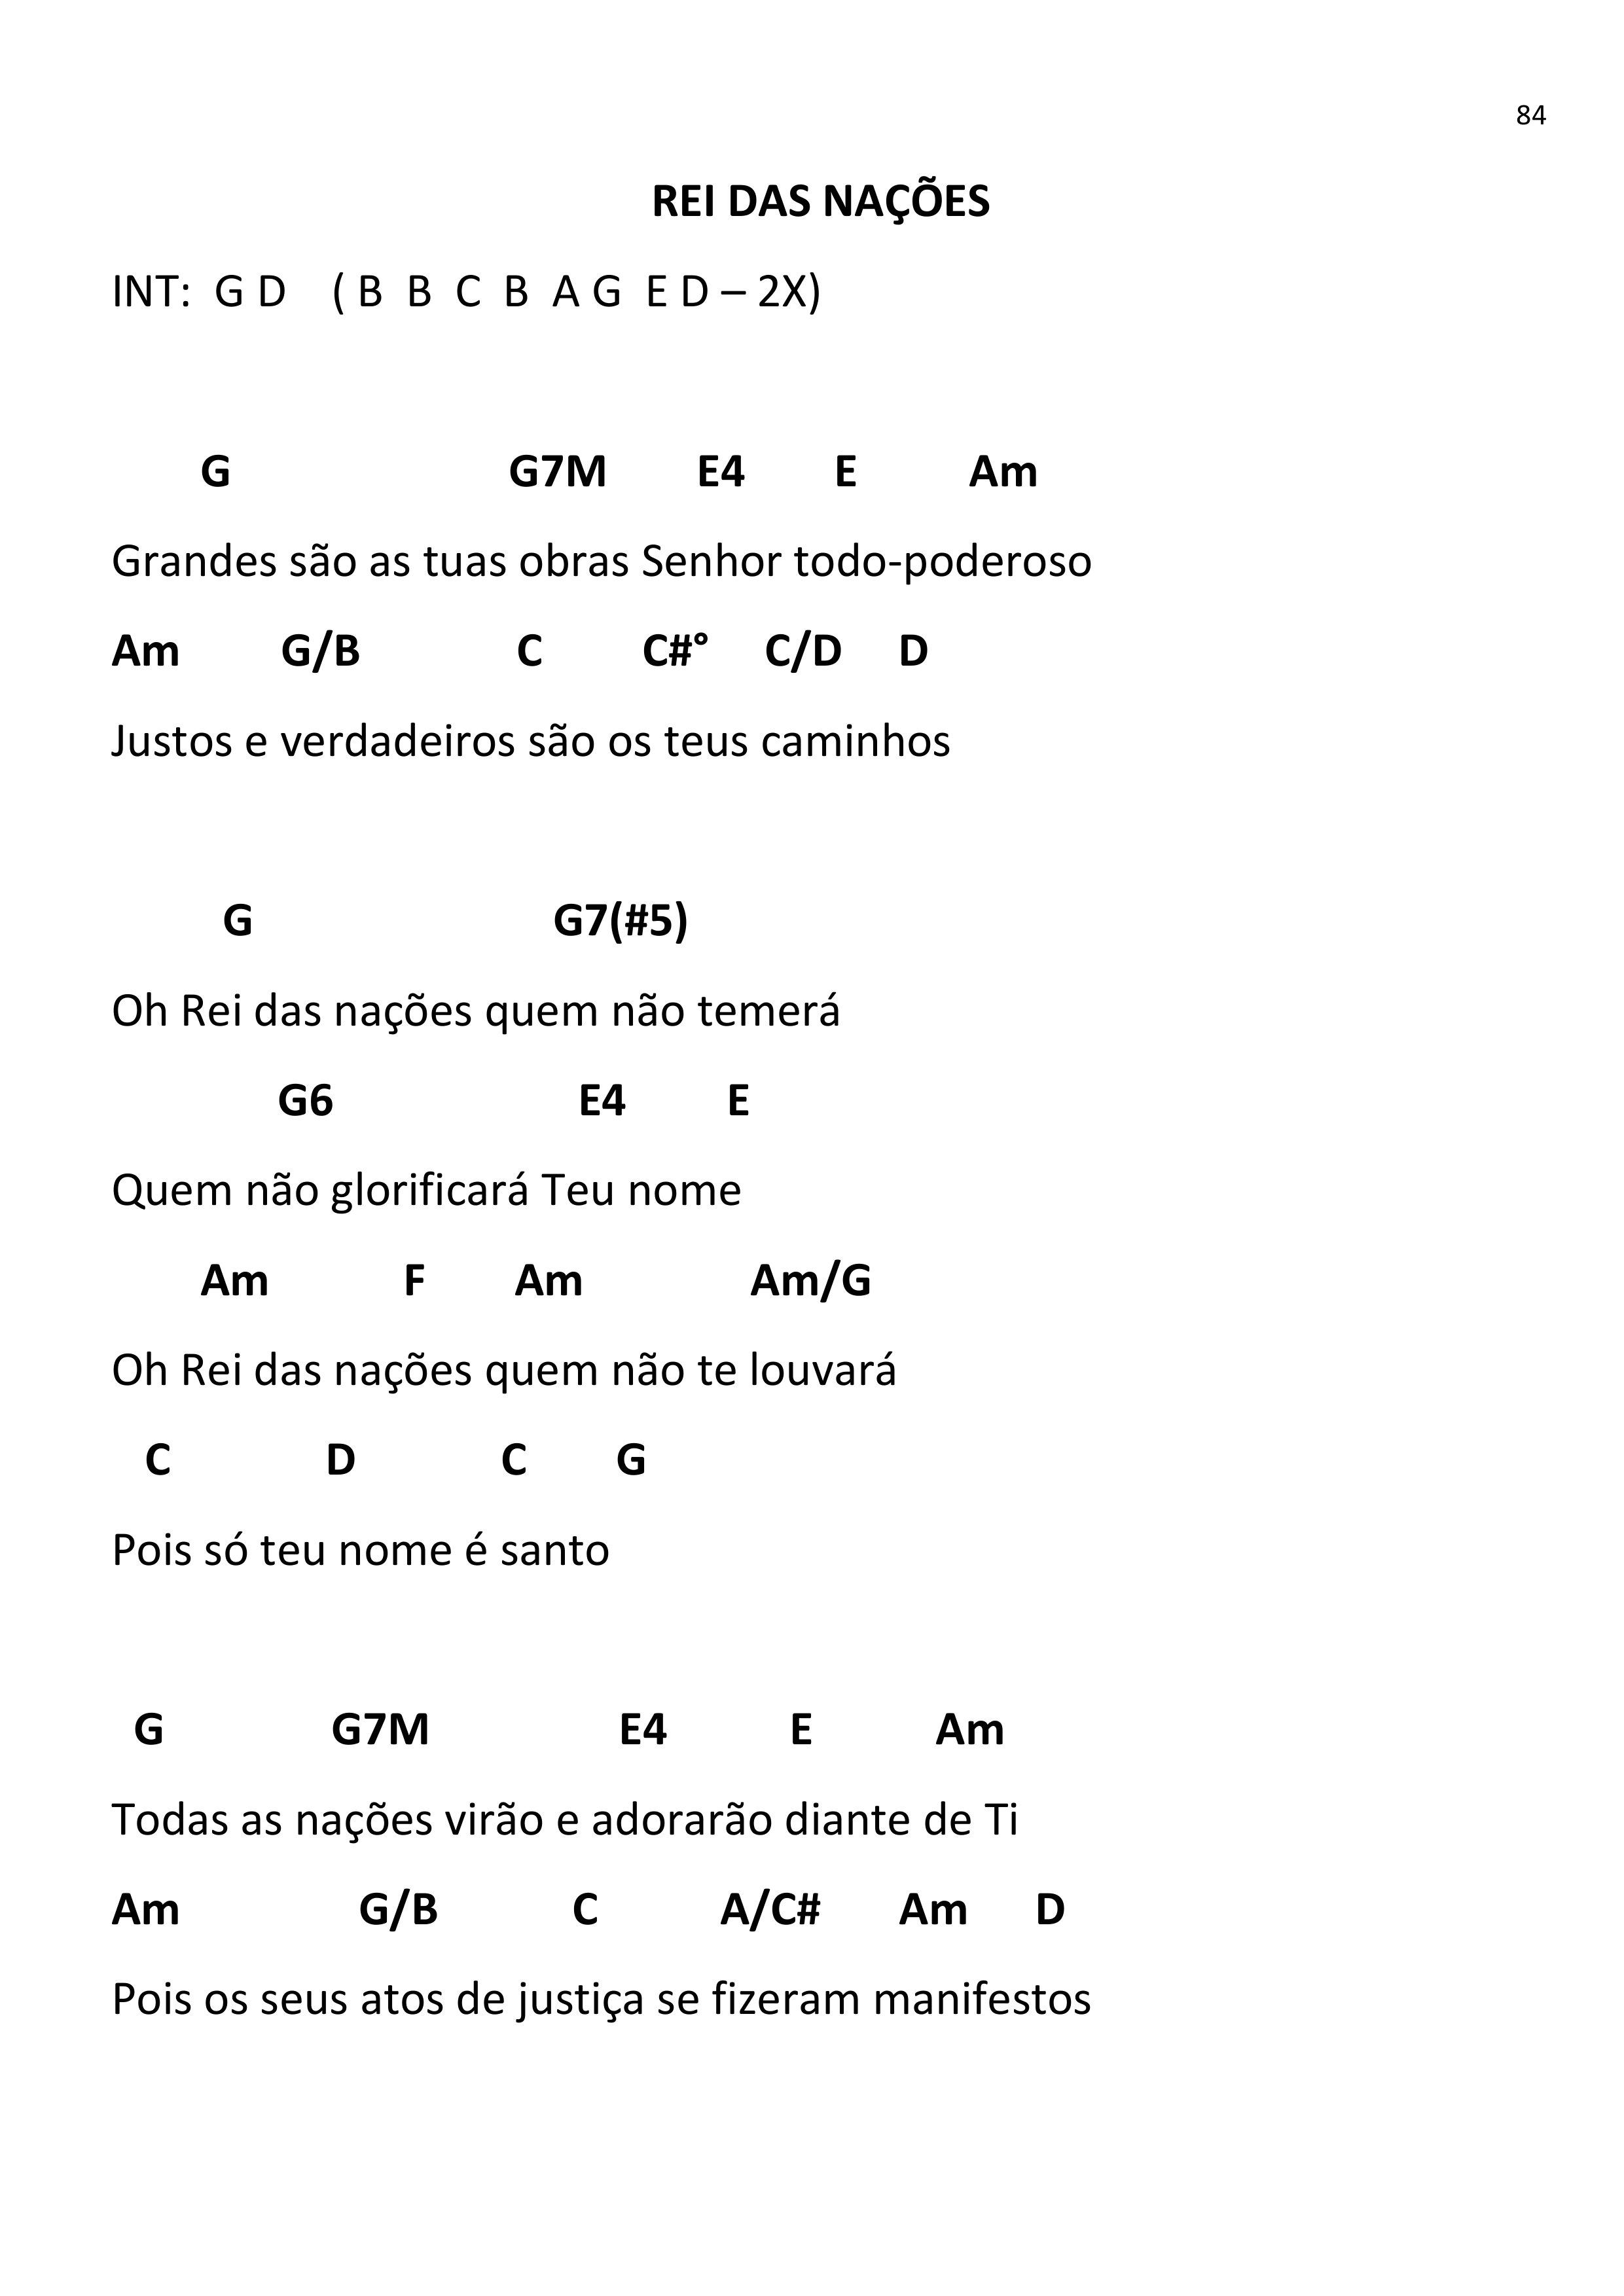 84
REI DAS NAÇÕES
INT: G D ( B B C B A G E D – 2X)
G G7M E4 E Am
Grandes são as tuas obras Senhor todo-poderoso
Am G/B C C#° C/D D
Justos e verdadeiros são os teus caminhos
G G7(#5)
Oh Rei das nações quem não temerá
G6 E4 E
Quem não glorificará Teu nome
Am F Am Am/G
Oh Rei das nações quem não te louvará
C D C G
Pois só teu nome é santo
G G7M E4 E Am
Todas as nações virão e adorarão diante de Ti
Am G/B C A/C# Am D
Pois os seus atos de justiça se fizeram manifestos